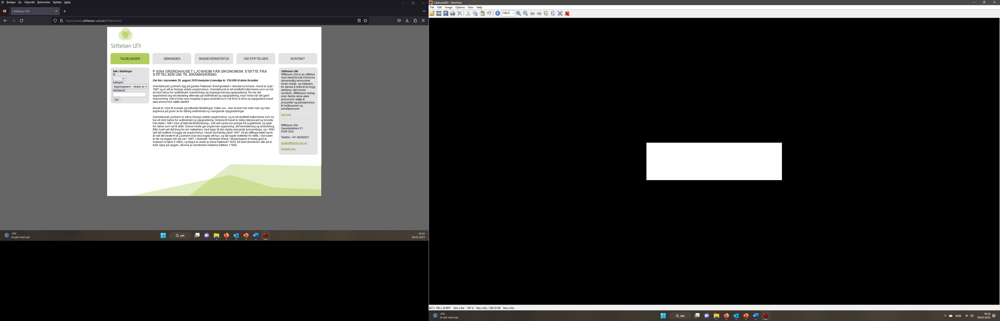 Fil Rediger Vis Historikk Bokmerker Verktøy Hjelp
| Stiftelsen UNI
https://www.stiftelsen-uni.no/P4364.html
Stiftelsen UNI
TILDELINGER
SØKNADEN
SKADEVERNSTATUS
OM STIFTELSEN
KONTAKT
Søk i tildelinger
År:
Kategori:
Bygningsvern - brann og
Søketekst:
Søk
P 4364 GRENDAHUSET LJOSHEIM FÅR ØKONOMISK STØTTE FRA
STIFTELSEN UNI TIL BRANNSIKRING
Det ble i styremøte 28. august 2019 besluttet å innvilge kr. 150.000 til dette formålet
Grendahuset Ljosheim ligg på garden Flatekval i Eksingedalen i Vaksdal kommune. Huset er bygt i
1897 og er eitt av Noregs eldste ungdomshus. Grendahuset er eit verdifullt kulturminne som no har
eit stort behov for vedlikehald, brannsikring og bygningsmessig oppgradering. No har det
opparbeidd seg eit betydeleg etterslep på vedlikehald og oppgradering; ikkje minst når det gjeld
brannsikring. Det vil ikkje vera mogeleg å gjera arbeidet som må til for å sikra og oppgradera huset
utan økonomisk støtte utanfrå.
Huset er i bruk til sosiale og kulturelle tilstellingar, møter osv., men bruken har vorte meir og meir
avgrensa på grunn av for dårleg vedlikehald og manglande oppgraderingar.
Grendahuset Ljosheim er eitt av Noregs eldste ungdomshus, og er eit verdifullt kulturminne som no
har eit stort behov for vedlikehald og oppgradering. Historia til huset er både interessant og brokete.
Det starte i 1881 med «Flatekvål Bokforeining». Det vart samla inn pengar frå bygdefolket, og kjøpt
inn bøker som var til utlån. Desse skulle gje ungdomen opplysning, allmenndanning og arbeidshug.
Etter kvart vart det trong for ein møteplass med lager åt den stadig veksande boksamlinga, og i 1893
vart det vedteke å byggja eit ungdomshus. Huset stod ferdig våren 1897. Alt på stiftingsmøtet same
år vart det bestemt at Ljosheim skal vera bygda sitt hus, og dei lagde vedtekter for dette. I storsalen
er tak og vegger slik dei var i 1897, i drakestil. Takstolen likeså. Utskjeringane er truleg gjort av
Andreas N Høvik (f 1885), og teppa er vevde av Anna Flatekval f 1878. Eit stort drikkehorn står på ei
hylle oppe på veggen, utskore av kunstnaren Katarina Saltnes, f 1862.
Stiftelsen UNI
Stiftelsen UNI er en stiftelse
med ideelt formål å fremme
allmennyttig virksomhet
innen skade- og miljøvern,
for derved å bidra til en trygg
utvikling i det norske
samfunn. Stiftelsens bidrag
skal i første rekke være
økonomisk støtte til
prosjekter og påskjønnelse
til institusjoner og
enkeltpersoner
Les mer
Stiftelsen UNI
Gaustadalleen 21
0349 Oslo
Telefon: +47 46292921
uni@stiftelsen-uni.no
Kontakt oss
-2°C
Av/på med snø
Søk
16:35
09.02.2023
Clipboard02 - IrfanView
File Edit Image Options View Help
100.0
607 x 168 x 24 BPP Not a file 100 % Not a file / 299.29 KB Not a file
-2°C
Av/på med snø
Søk
NOB
16:35
09.02.2023
1